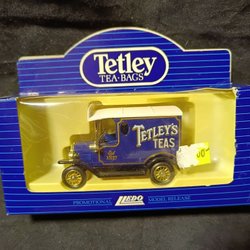 Tetley
TEA·BAGS
TETLEY'S
TEAS
PROMOTIONAL
LLEDO
MODEL RELEASE